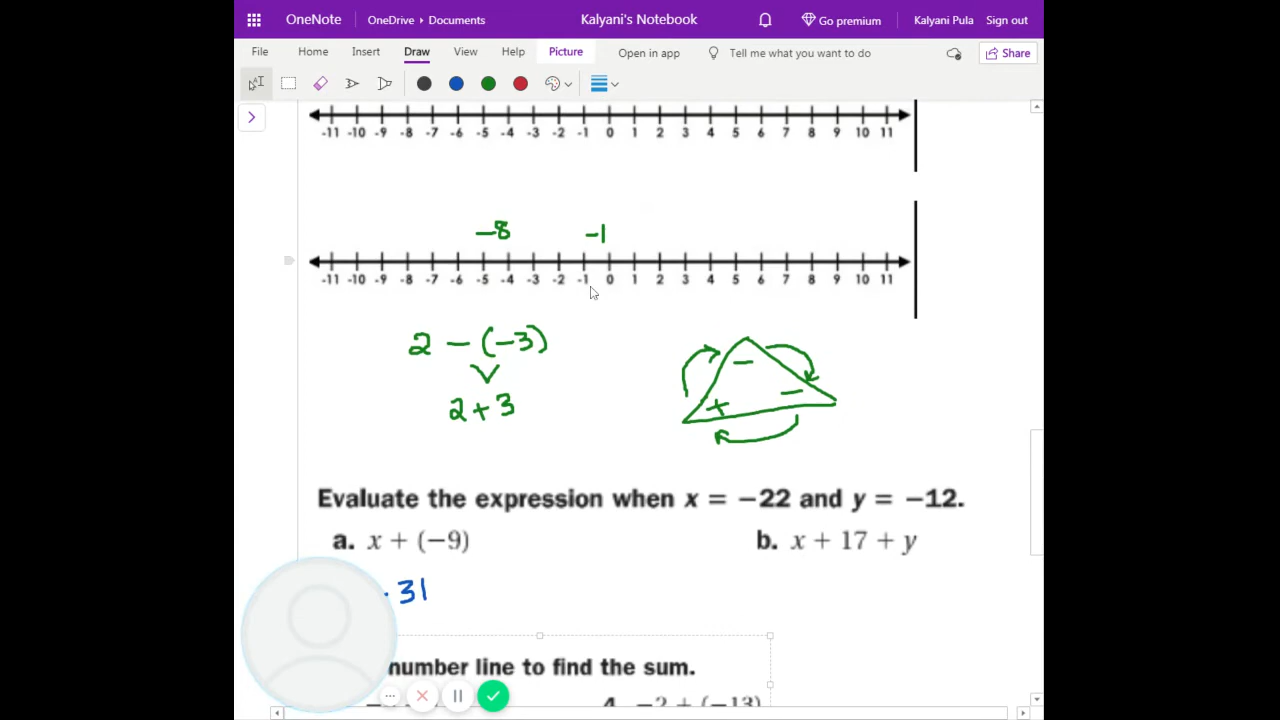 OneNote OneDrive › Documents Kalyani's Notebook Go premium Kalyani Pula Sign out
File Home Insert Draw View Help Picture Open in app Tell me what you want to do Share
-11 -10 -9 -8 -7 -6 -5 -4 -3 -2 -1 0 1 2 3 4 5 6 7 8 9 10 11
-8 -1
-11 -10 -9 -8 -7 -6 -5 -4 -3 -2 -1 0 1 2 3 4 5 6 7 8 9 10 11
2 - (-3)
2 + 3
-
-
+
Evaluate the expression when x = -22 and y = -12.
a. x + (-9) b. x + 17 + y
31
number line to find the sum.
4. -2 + (-13)